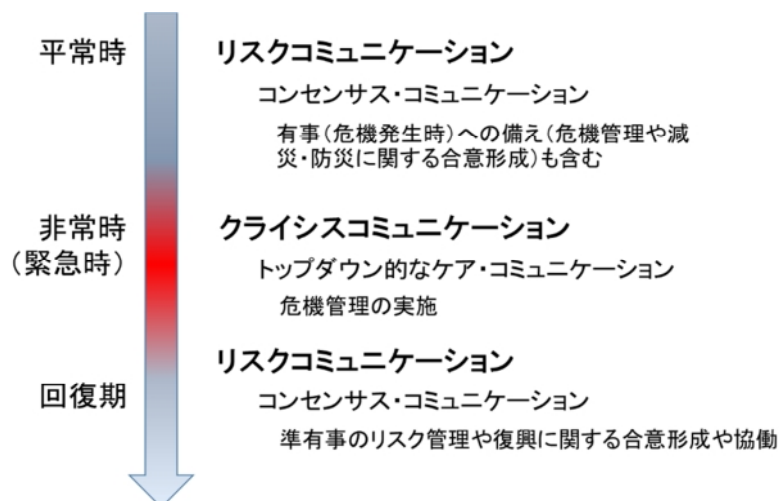 平常時
リスクコミュニケーション
コンセンサス・コミュニケーション
有事(危機発生時)への備え(危機管理や減
災・防災に関する合意形成)も含む
非常時
(緊急時)
クライシスコミュニケーション
トップダウン的なケア・コミュニケーション
危機管理の実施
回復期
リスクコミュニケーション
コンセンサス・コミュニケーション
準有事のリスク管理や復興に関する合意形成や協働